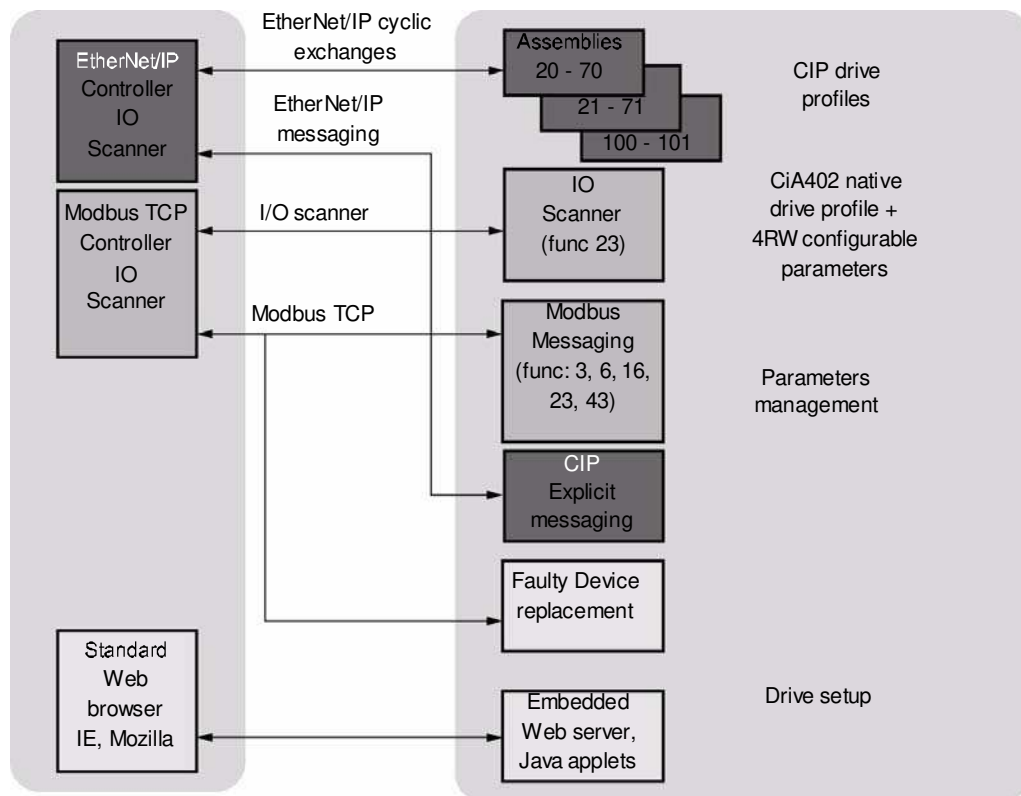 EtherNet/IP cyclic
exchanges
EtherNet/IP
Controller
IO
Scanner
Assemblies
20 - 70
21 - 71
100 - 101
CIP drive
profiles
EtherNet/IP
messaging
Modbus TCP
Controller
IO
Scanner
I/O scanner
IO
Scanner
(func 23)
CiA402 native
drive profile +
4RW configurable
parameters
Modbus TCP
Modbus
Messaging
(func: 3, 6, 16,
23, 43)
Parameters
management
CIP
Explicit
messaging
Faulty Device
replacement
Standard
Web
browser
IE, Mozilla
Embedded
Web server,
Java applets
Drive setup